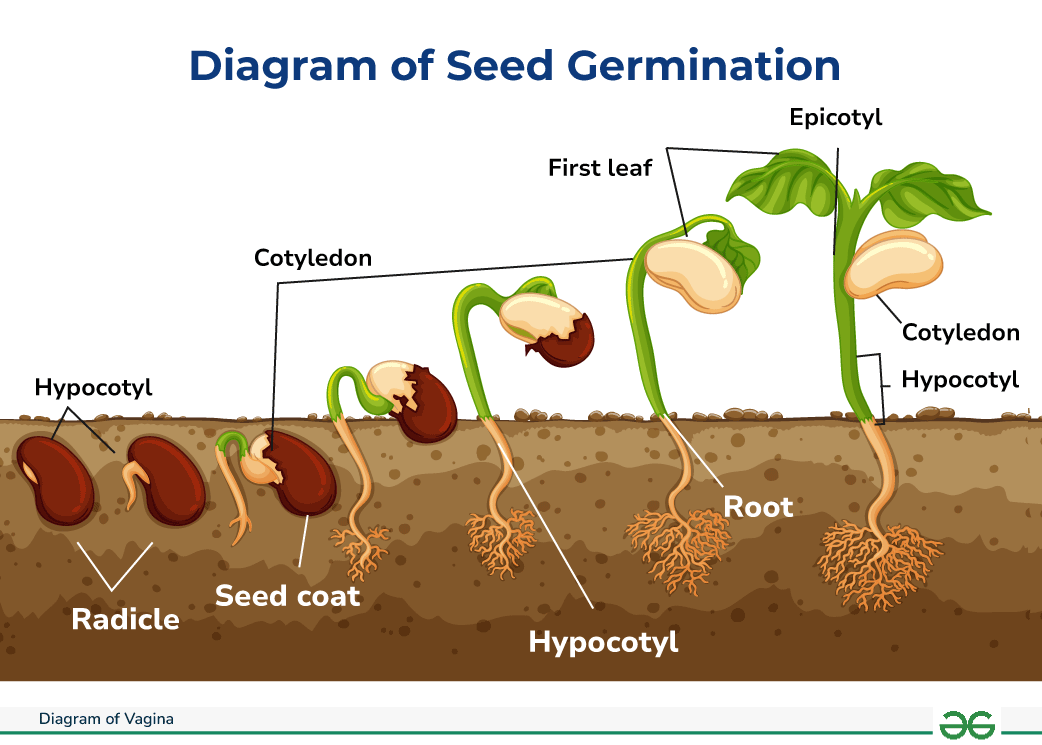 Diagram of Seed Germination
Epicotyl
First leaf
Cotyledon
Cotyledon
Hypocotyl
Hypocotyl
Root
Seed coat
Radicle
Hypocotyl
Diagram of Vagina